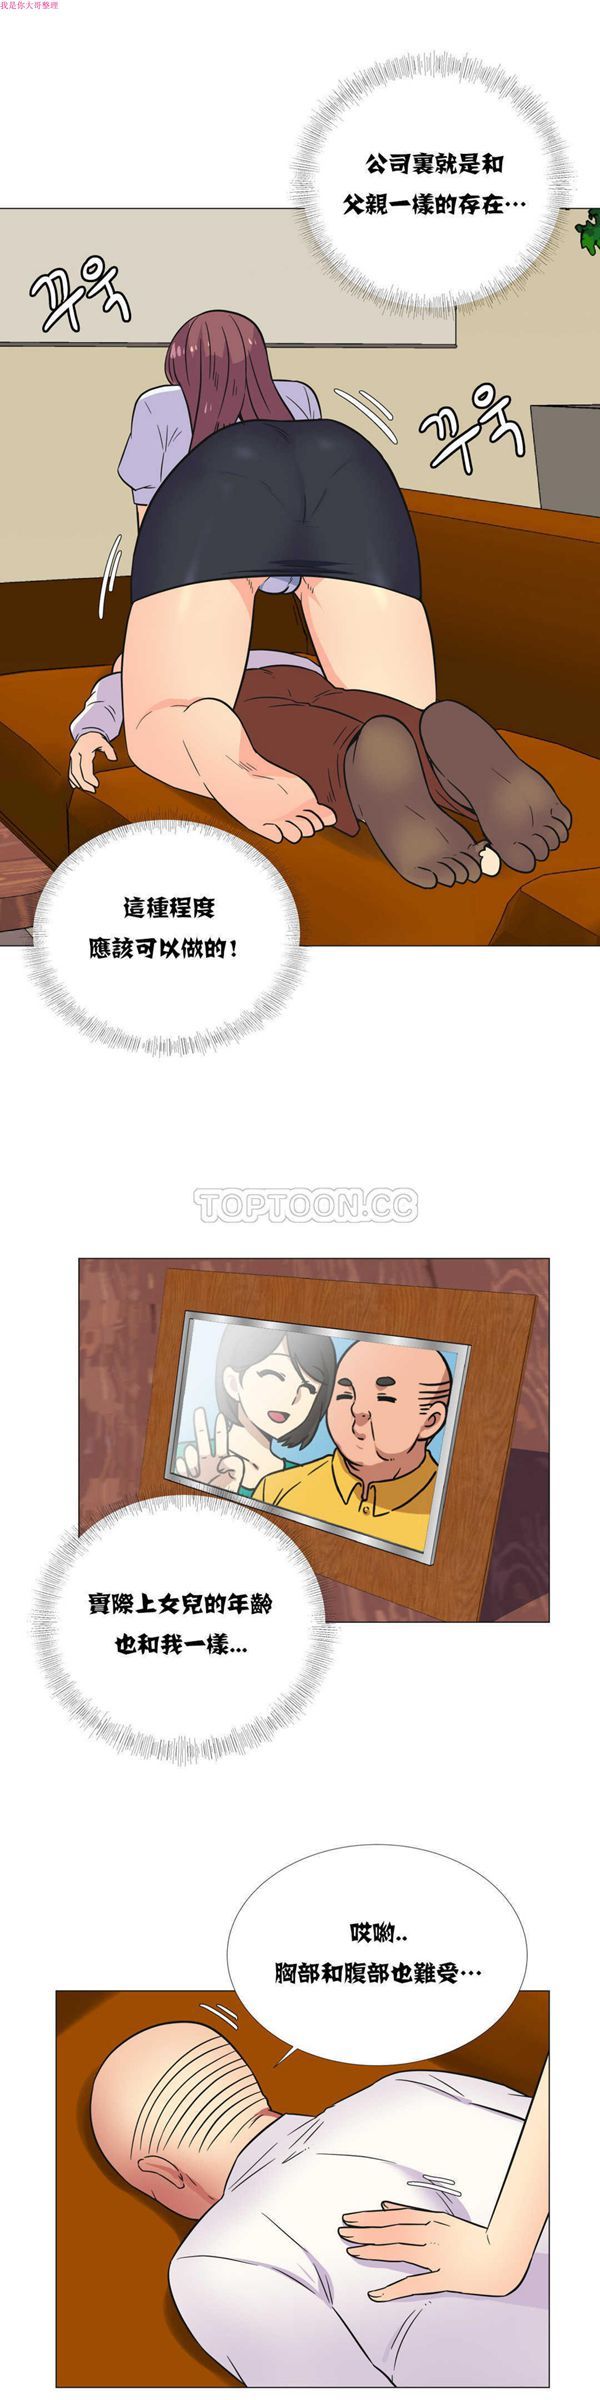 我是你大哥整理
公司裏就是和
父親一樣的存在…
꾸욱
꾸욱
這種程度
應該可以做的!
TOPTOON.CC
實際上女兒的年齡
也和我一樣...
哎喲..
胸部和腹部也難受…